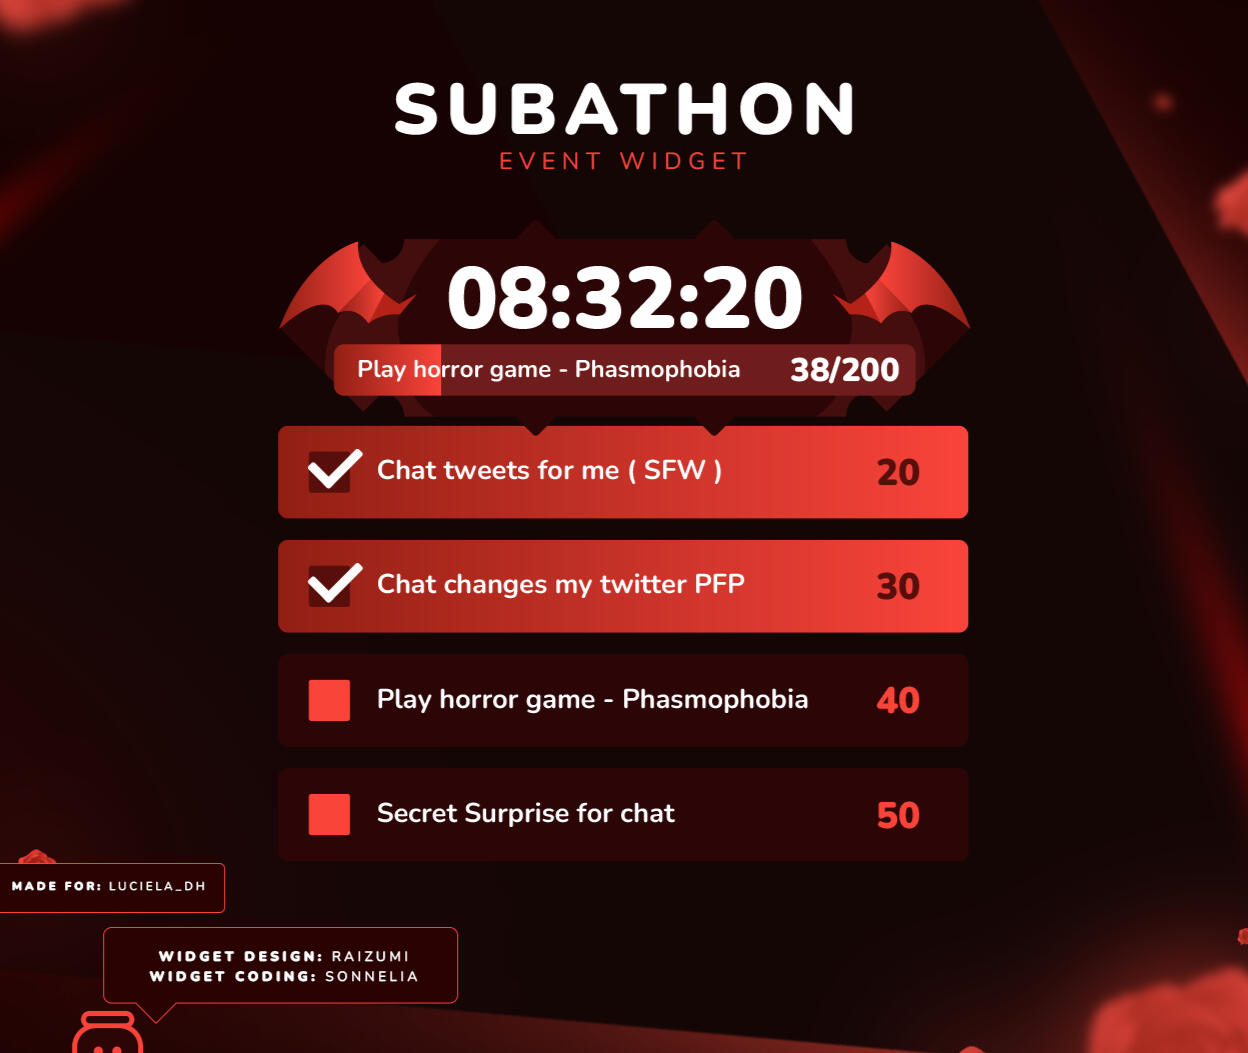 SUBATHON
EVENT WIDGET
08:32:20
Play horror game - Phasmophobia 38/200
Chat tweets for me ( SFW ) 20
Chat changes my twitter PFP 30
Play horror game - Phasmophobia 40
Secret Surprise for chat 50
MADE FOR: LUCIELA_DH
WIDGET DESIGN: RAIZUMI
WIDGET CODING: SONNELIA